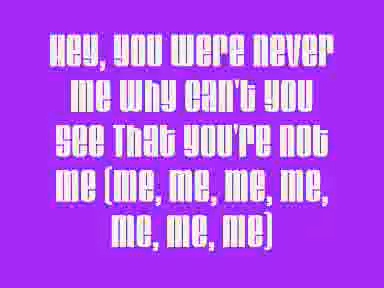 Hey, you were never
me why can't you
see That you're not
me (me, me, me, me,
me, me, me)